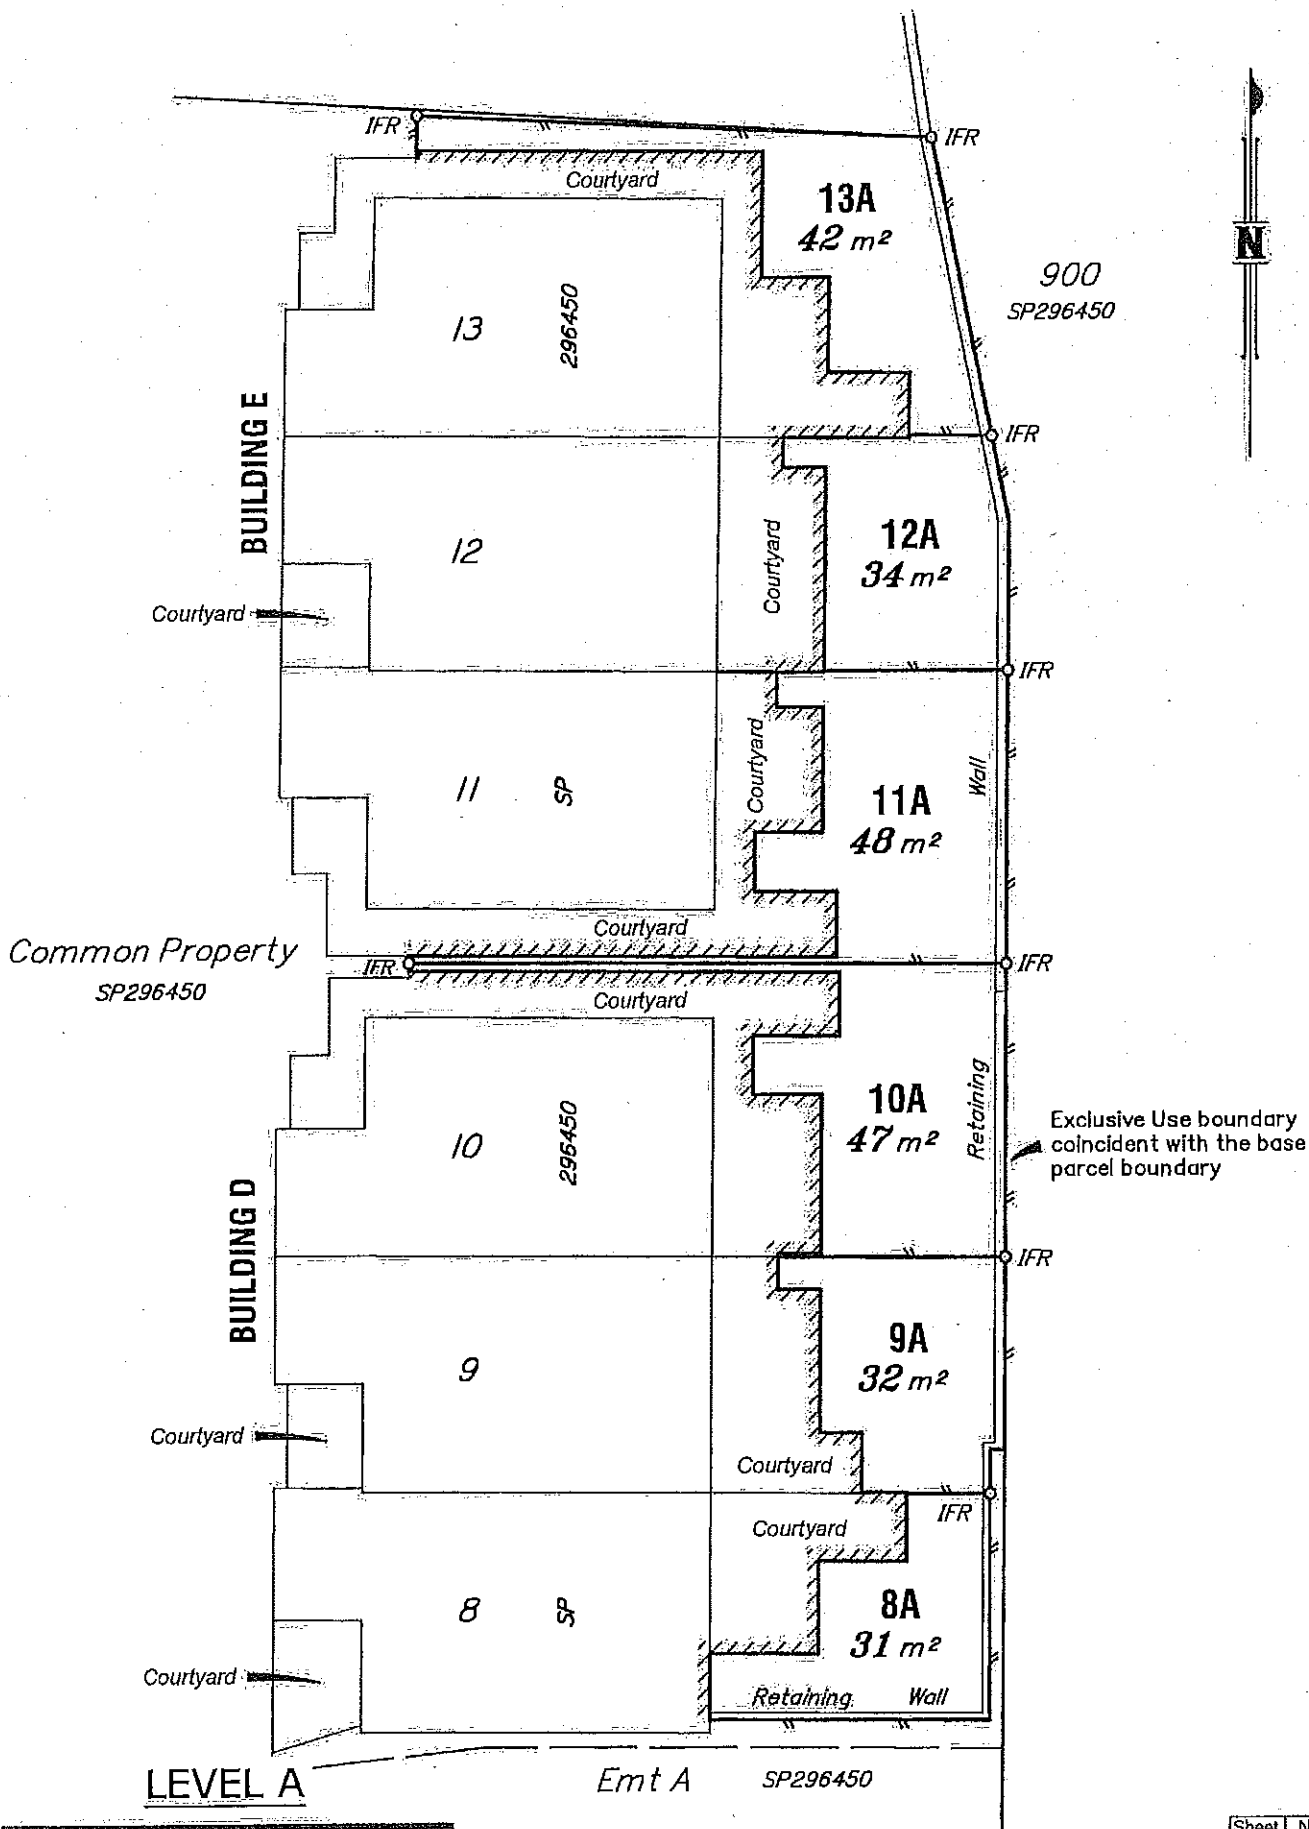 IFR
IFR
Courtyard
13A
42 m²
N
900
SP296450
13
296450
BUILDING E
IFR
12
Courtyard
12A
34 m²
Courtyard
IFR
11
SP
Courtyard
11A
48 m²
Wall
Courtyard
Common Property
SP296450
IFR
IFR
Courtyard
10
296450
10A
47 m²
Retaining
Exclusive Use boundary
coincident with the base
parcel boundary
BUILDING D
IFR
9
9A
32 m²
Courtyard
Courtyard
IFR
Courtyard
8
SP
8A
31 m²
Courtyard
Retaining Wall
LEVEL A
Emt A
SP296450
Sheet